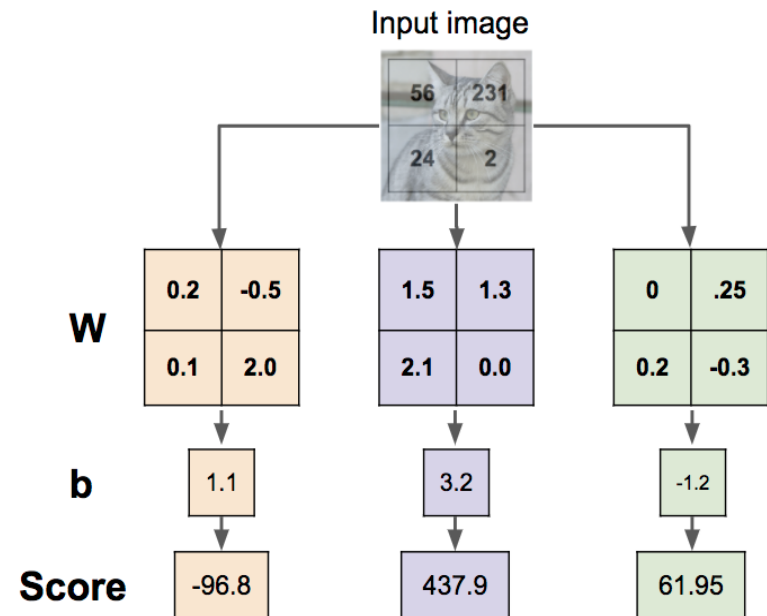 Input image
56 231
24 2
W
0.2 -0.5 1.5 1.3 0 .25
0.1 2.0 2.1 0.0 0.2 -0.3
b 1.1 3.2 -1.2
Score -96.8 437.9 61.95